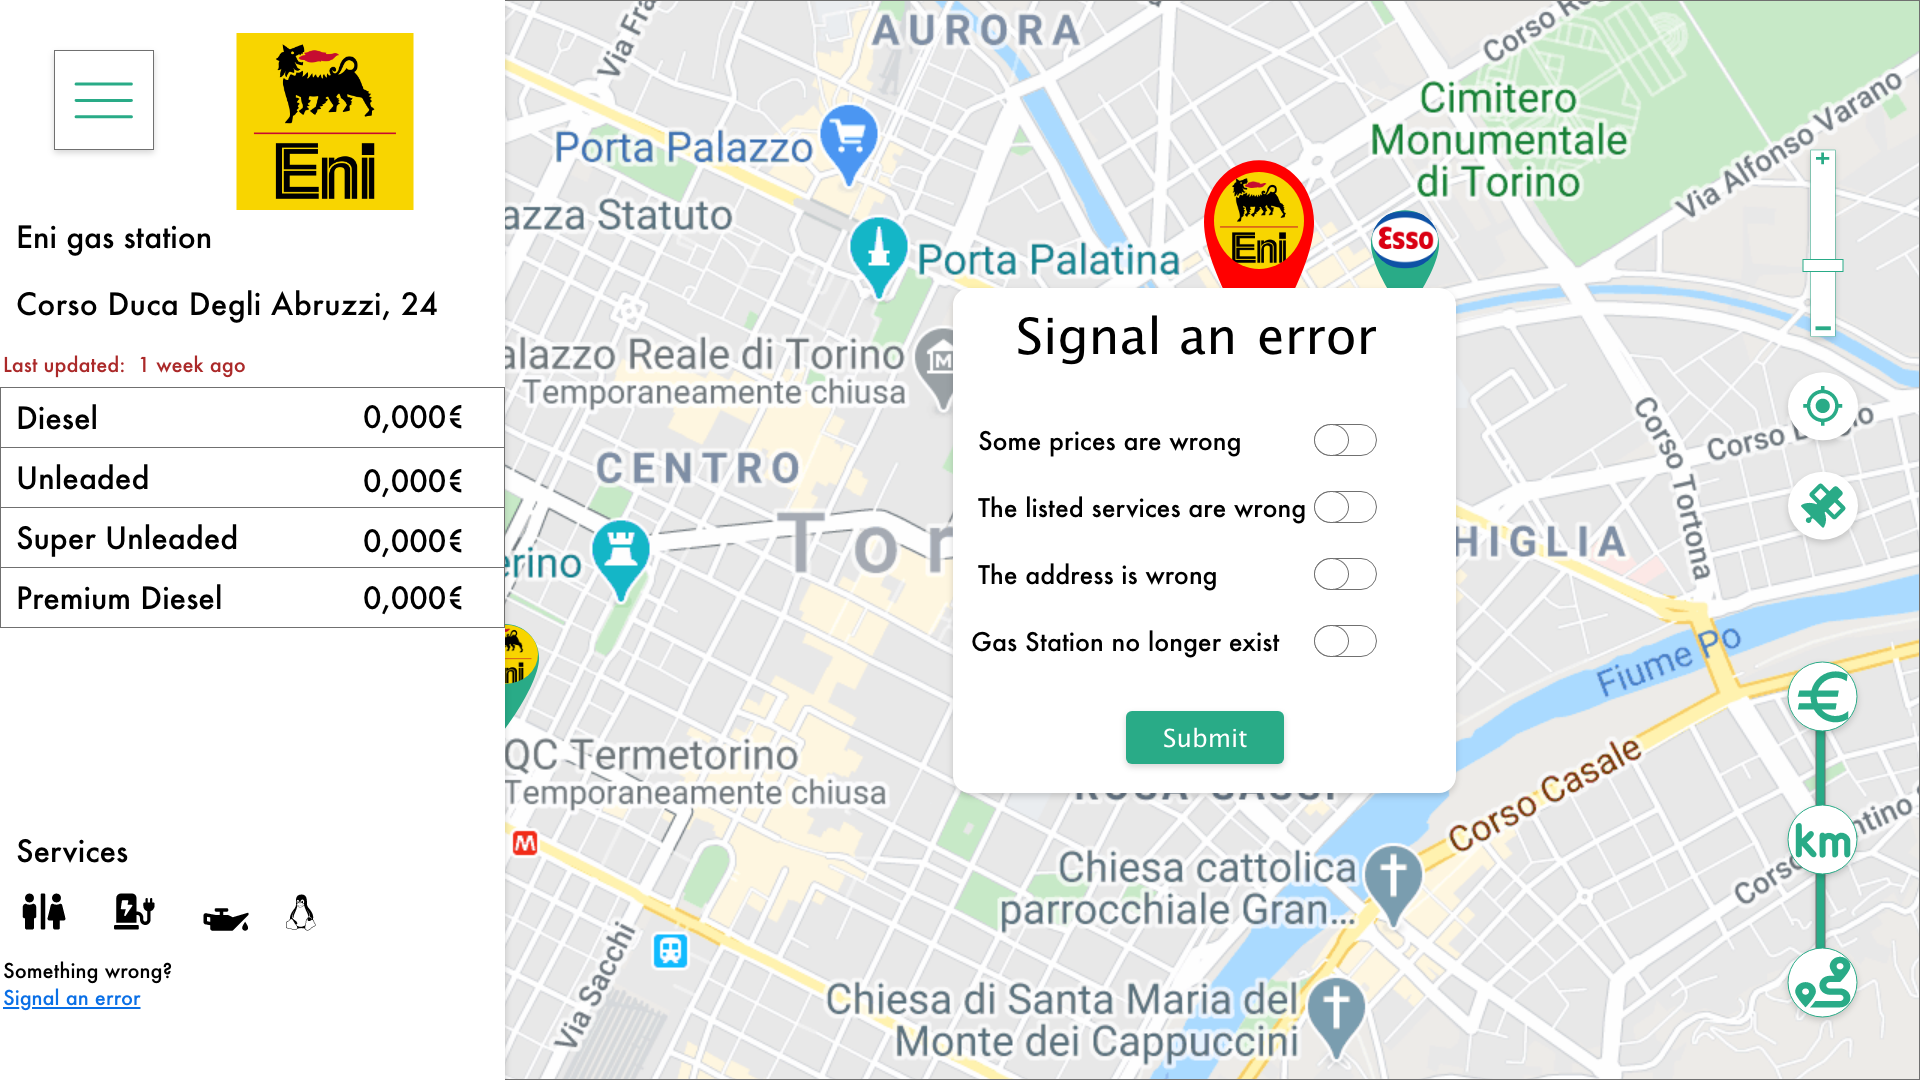 Eni
Eni gas station
Corso Duca Degli Abruzzi, 24
Last updated: 1 week ago
Diesel 0,000€
Unleaded 0,000€
Super Unleaded 0,000€
Premium Diesel 0,000€
Services
Something wrong?
Signal an error
AURORA
Via Fra
Corso R
Cimitero
Monumentale
di Torino
Via Alfonso Varano
Porta Palazzo
azza Statuto
Porta Palatina
Eni
Esso
+
−
alazzo Reale di Torino
Temporaneamente chiusa
M
CENTRO
Tor
erino
ni
Signal an error
Some prices are wrong
The listed services are wrong
The address is wrong
Gas Station no longer exist
Submit
Corso
Corso Tortona
HIGLIA
Fiume Po
€
QC Termetorino
Temporaneamente chiusa
M
Corso Casale
km
ntino
Corso
Chiesa cattolica
parrocchiale Gran...
Via Sacchi
Chiesa di Santa Maria del
Monte dei Cappuccini